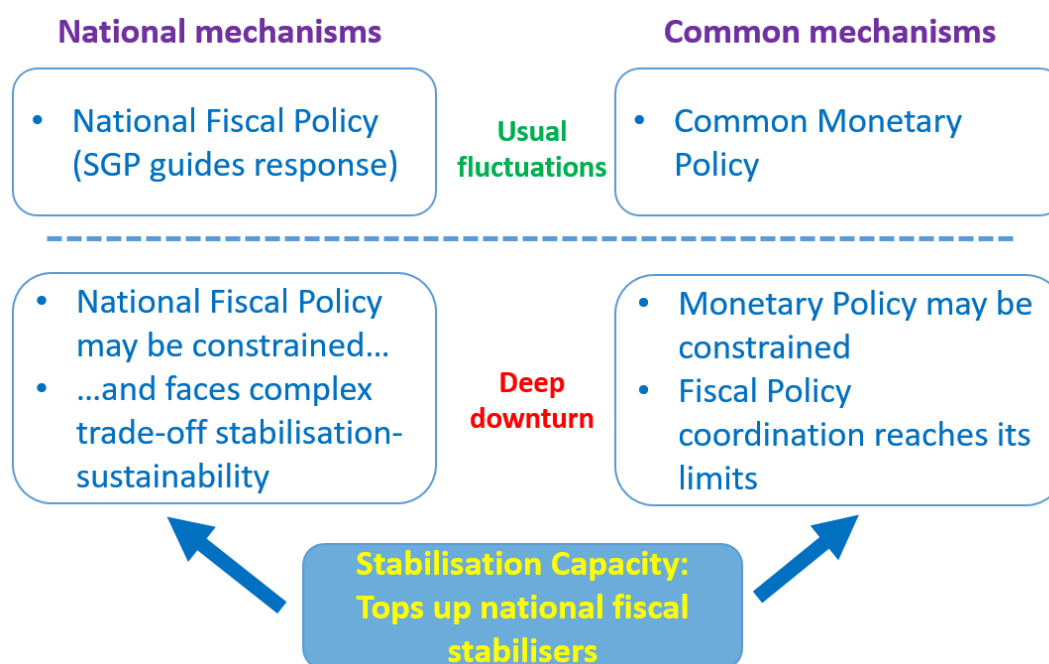 National mechanisms
Common mechanisms
• National Fiscal Policy
(SGP guides response)
Usual
fluctuations
• Common Monetary
Policy
• National Fiscal Policy
may be constrained…
• …and faces complex
trade-off stabilisation-
sustainability
Deep
downturn
• Monetary Policy may be
constrained
• Fiscal Policy
coordination reaches its
limits
Stabilisation Capacity:
Tops up national fiscal
stabilisers